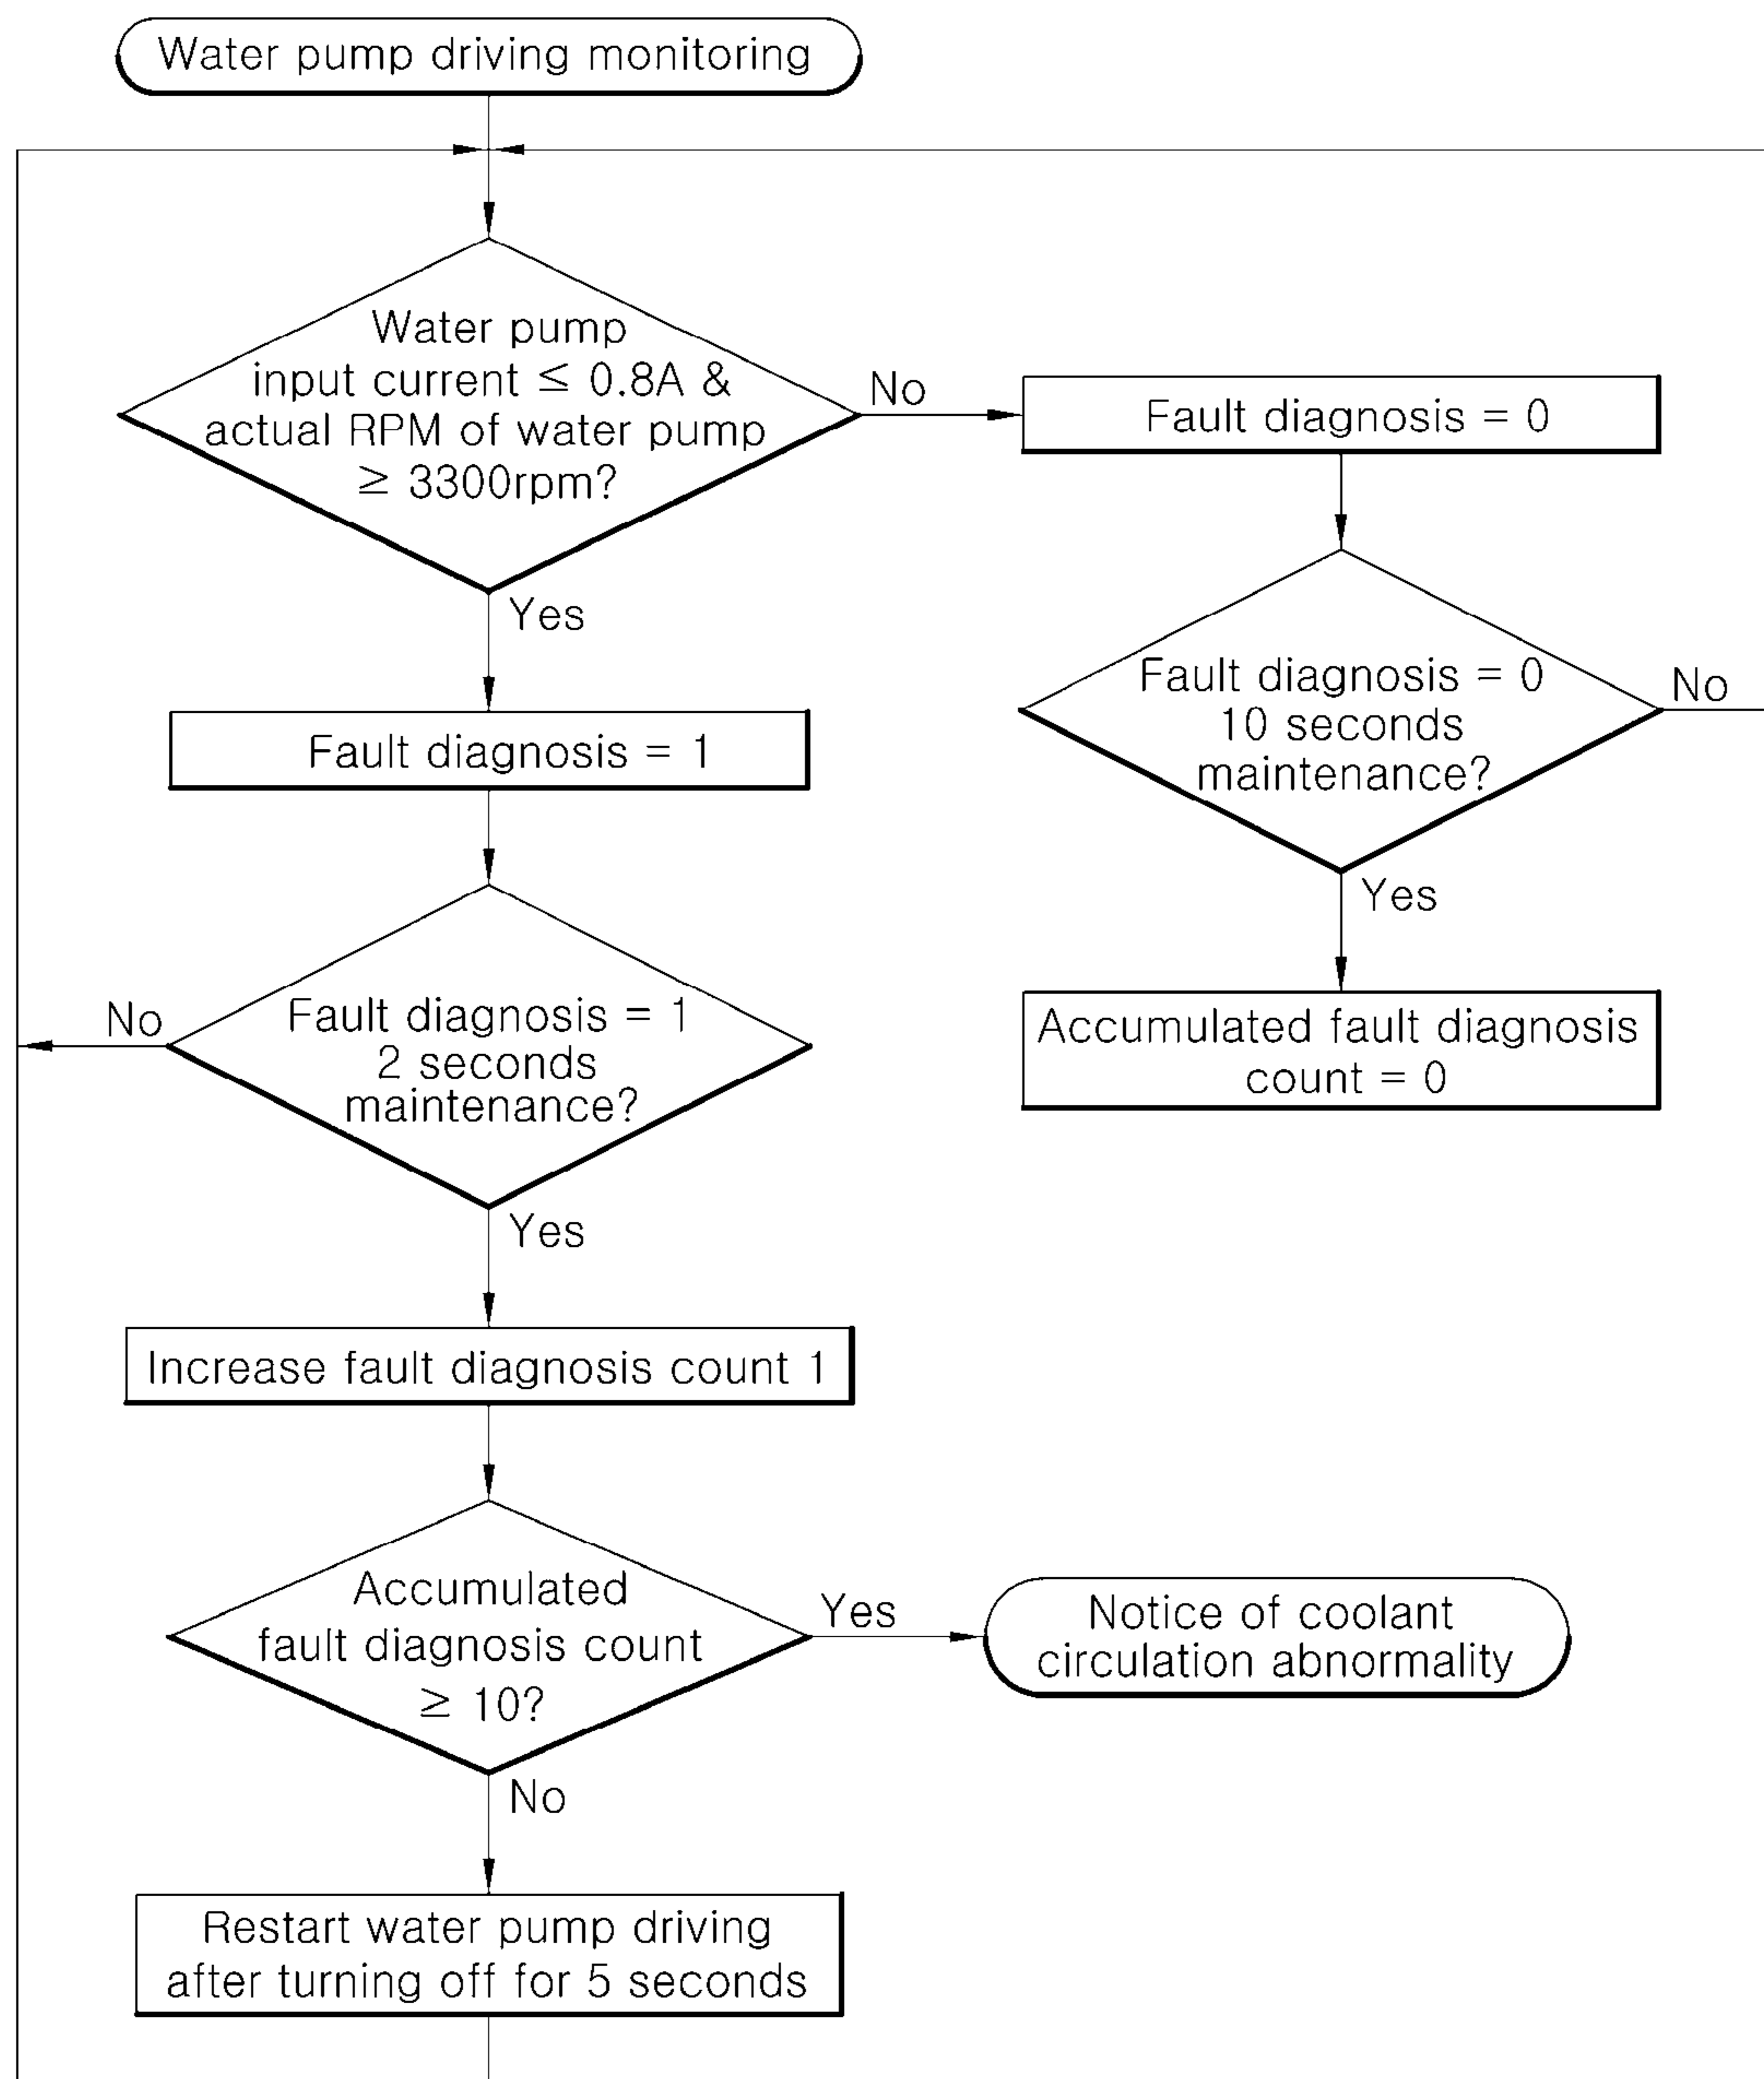 Water pump driving monitoring
Water pump
input current ≤ 0.8A &
actual RPM of water pump
≥ 3300rpm?
No
Fault diagnosis = 0
Yes
Fault diagnosis = 0
10 seconds
maintenance?
No
Fault diagnosis = 1
Yes
Accumulated fault diagnosis
count = 0
No
Fault diagnosis = 1
2 seconds
maintenance?
Yes
Increase fault diagnosis count 1
Accumulated
fault diagnosis count
≥ 10?
Yes
Notice of coolant
circulation abnormality
No
Restart water pump driving
after turning off for 5 seconds